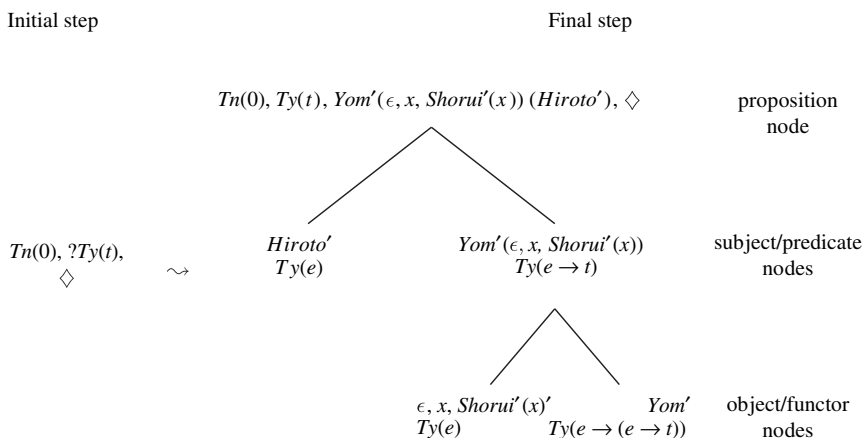 Initial step Final step
Tn(0), Ty(t), Yom′(ϵ, x, Shorui′(x)) (Hiroto′), ◇ proposition
node
Tn(0), ?Ty(t),
◇ ⤳
Hiroto′ Yom′(ϵ, x, Shorui′(x)) subject/predicate
Ty(e) Ty(e → t) nodes
ϵ, x, Shorui′(x)′ Yom′ object/functor
Ty(e) Ty(e → (e → t)) nodes